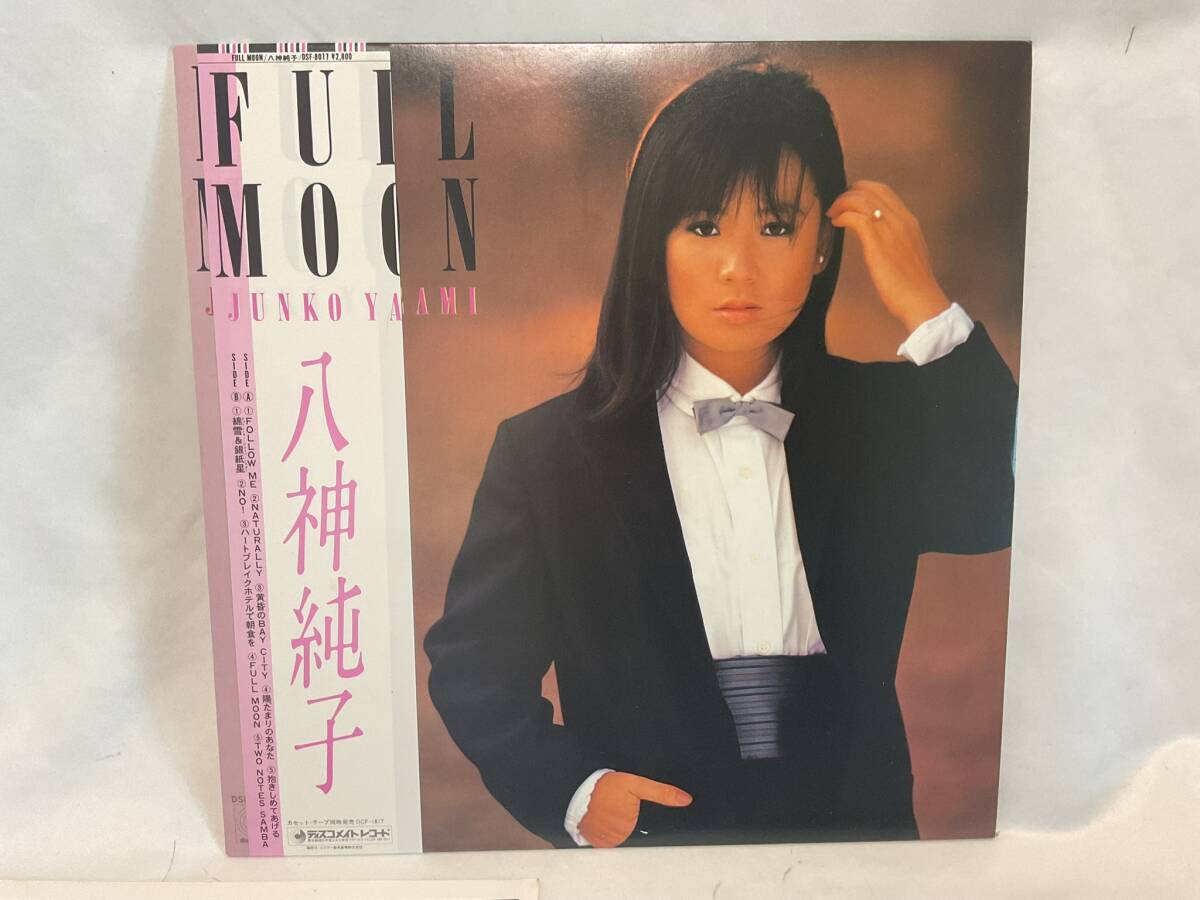 FULL MOON/八神純子/DSF-8017 ¥2,800
FULL
MOON
JUNKO YAAMI
八神純子
SIDE Ⓐ ①FOLLOW ME ②NATURALLY ③黄昏のBAY CITY ④陽だまりのあなた ⑤抱きしめてあげる
SIDE Ⓑ ①綿雪&銀紙星 ②NO! ③ハートブレイクホテルで朝食を ④FULL MOON ⑤TWO NOTES SAMBA
カセット・テープ同時発売 DCF-1817
ディスコメイトレコード